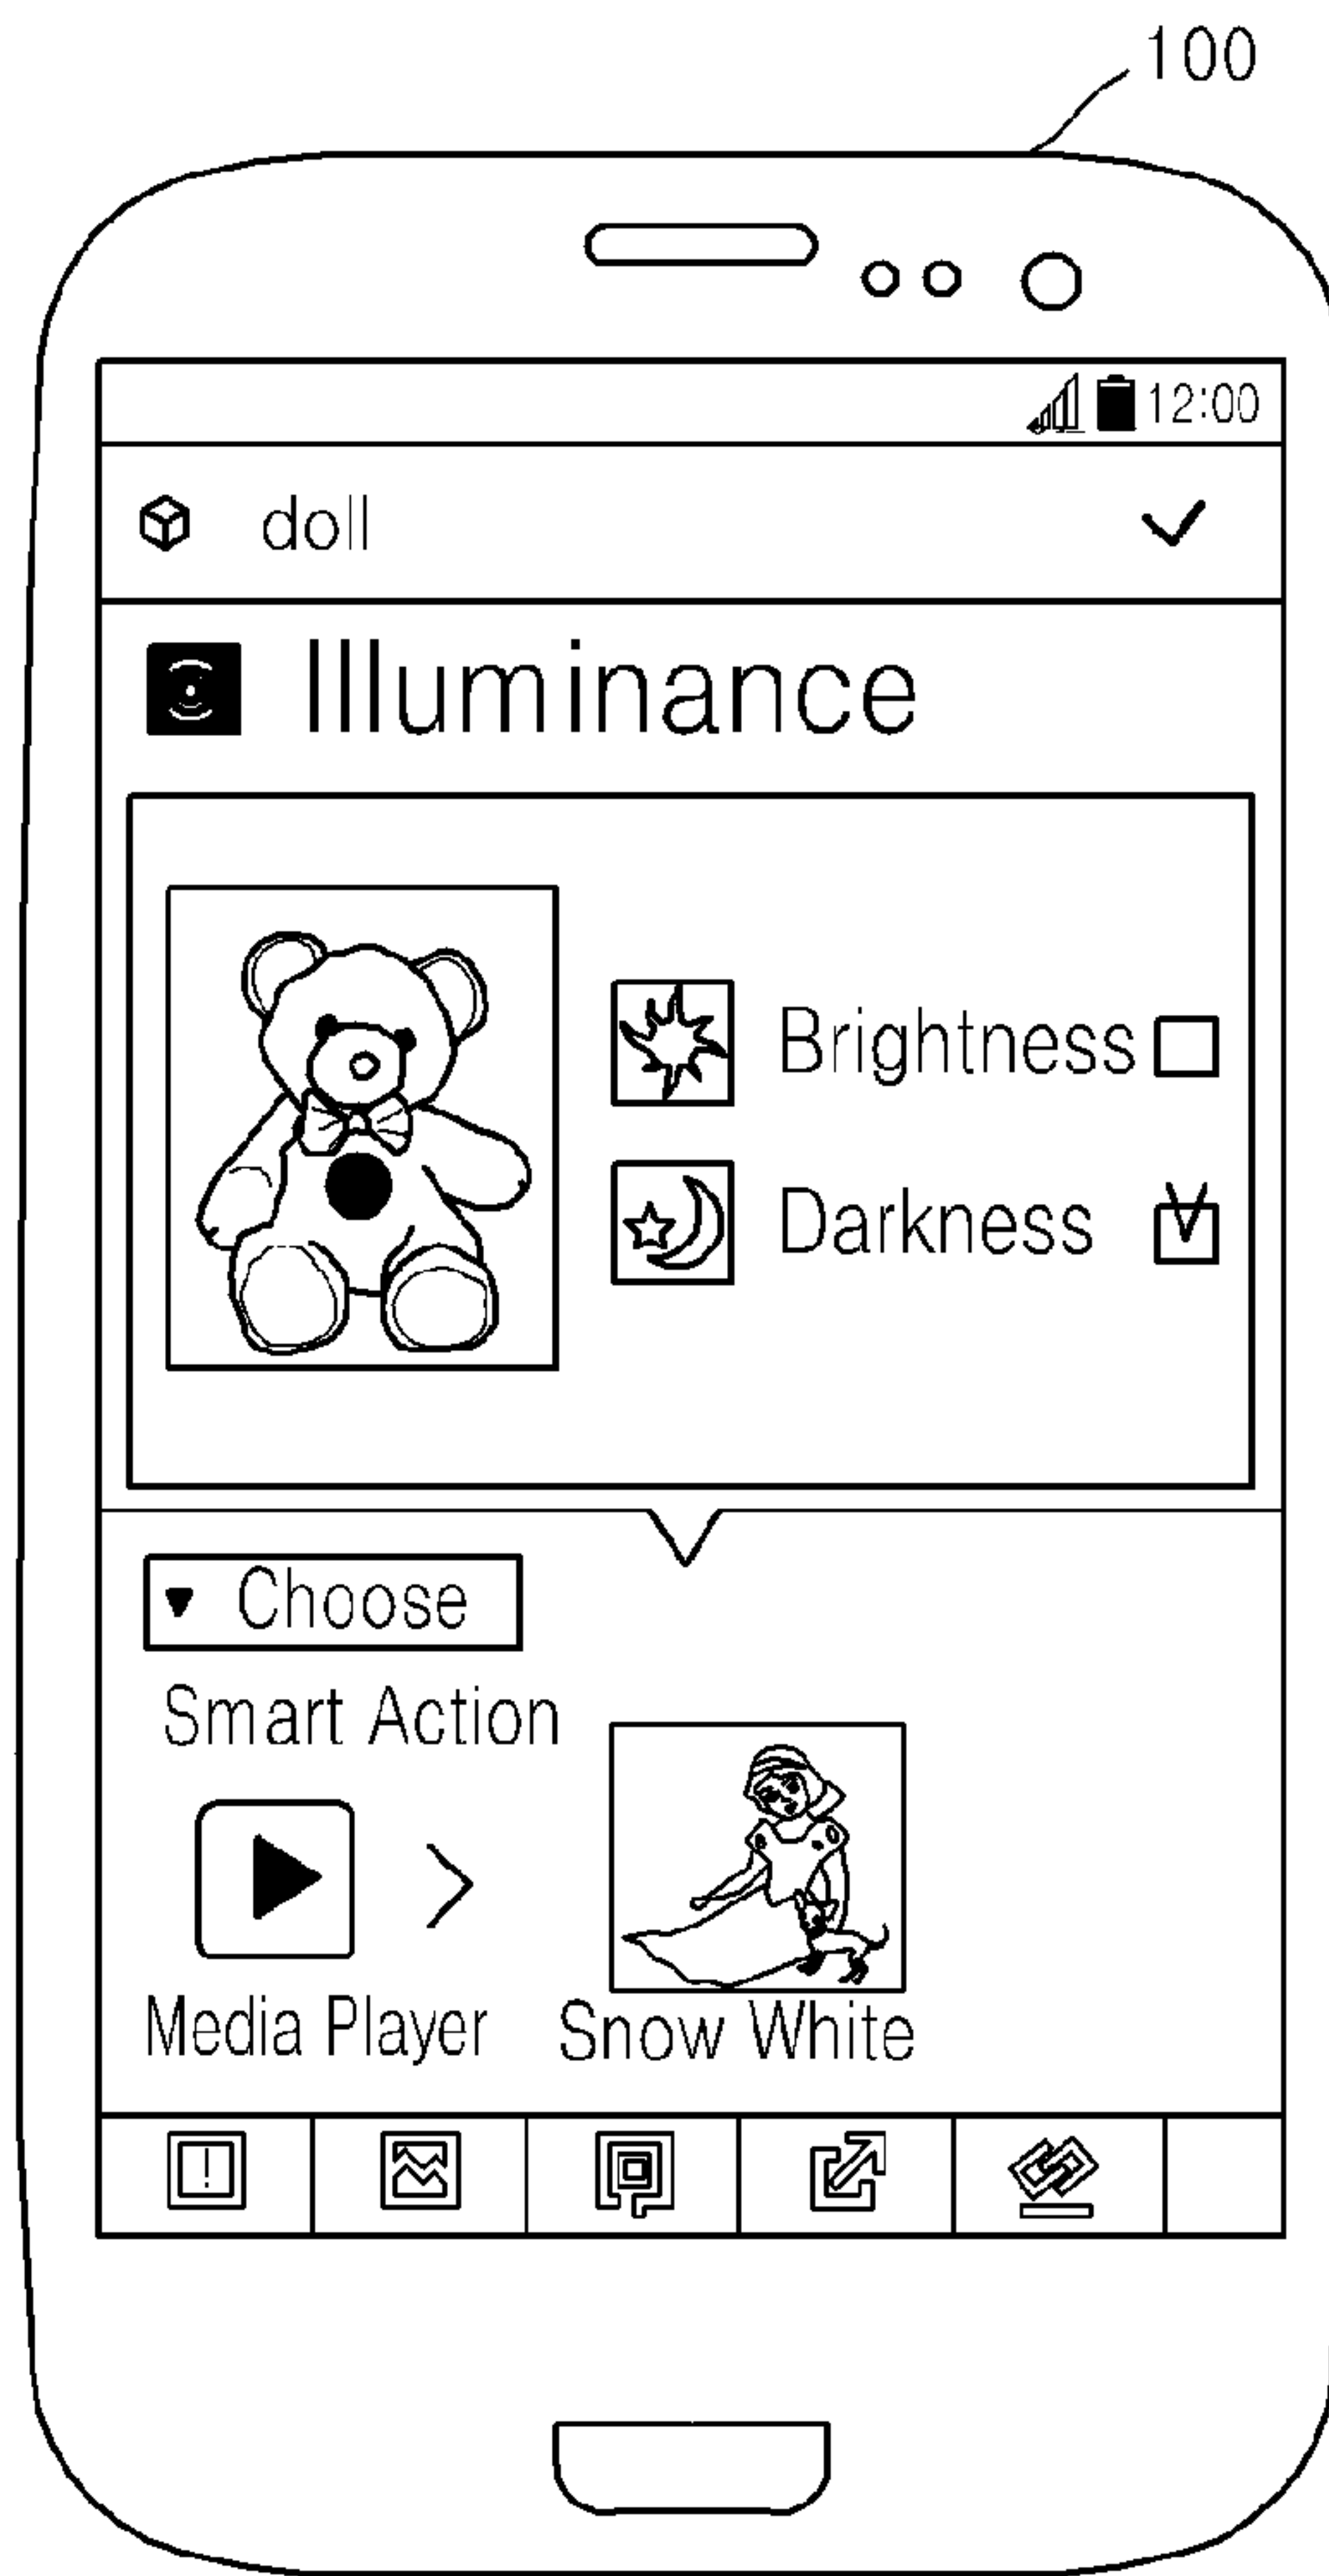 100
12:00
doll
Illuminance
Brightness
Darkness
Choose
Smart Action
Media Player
Snow White